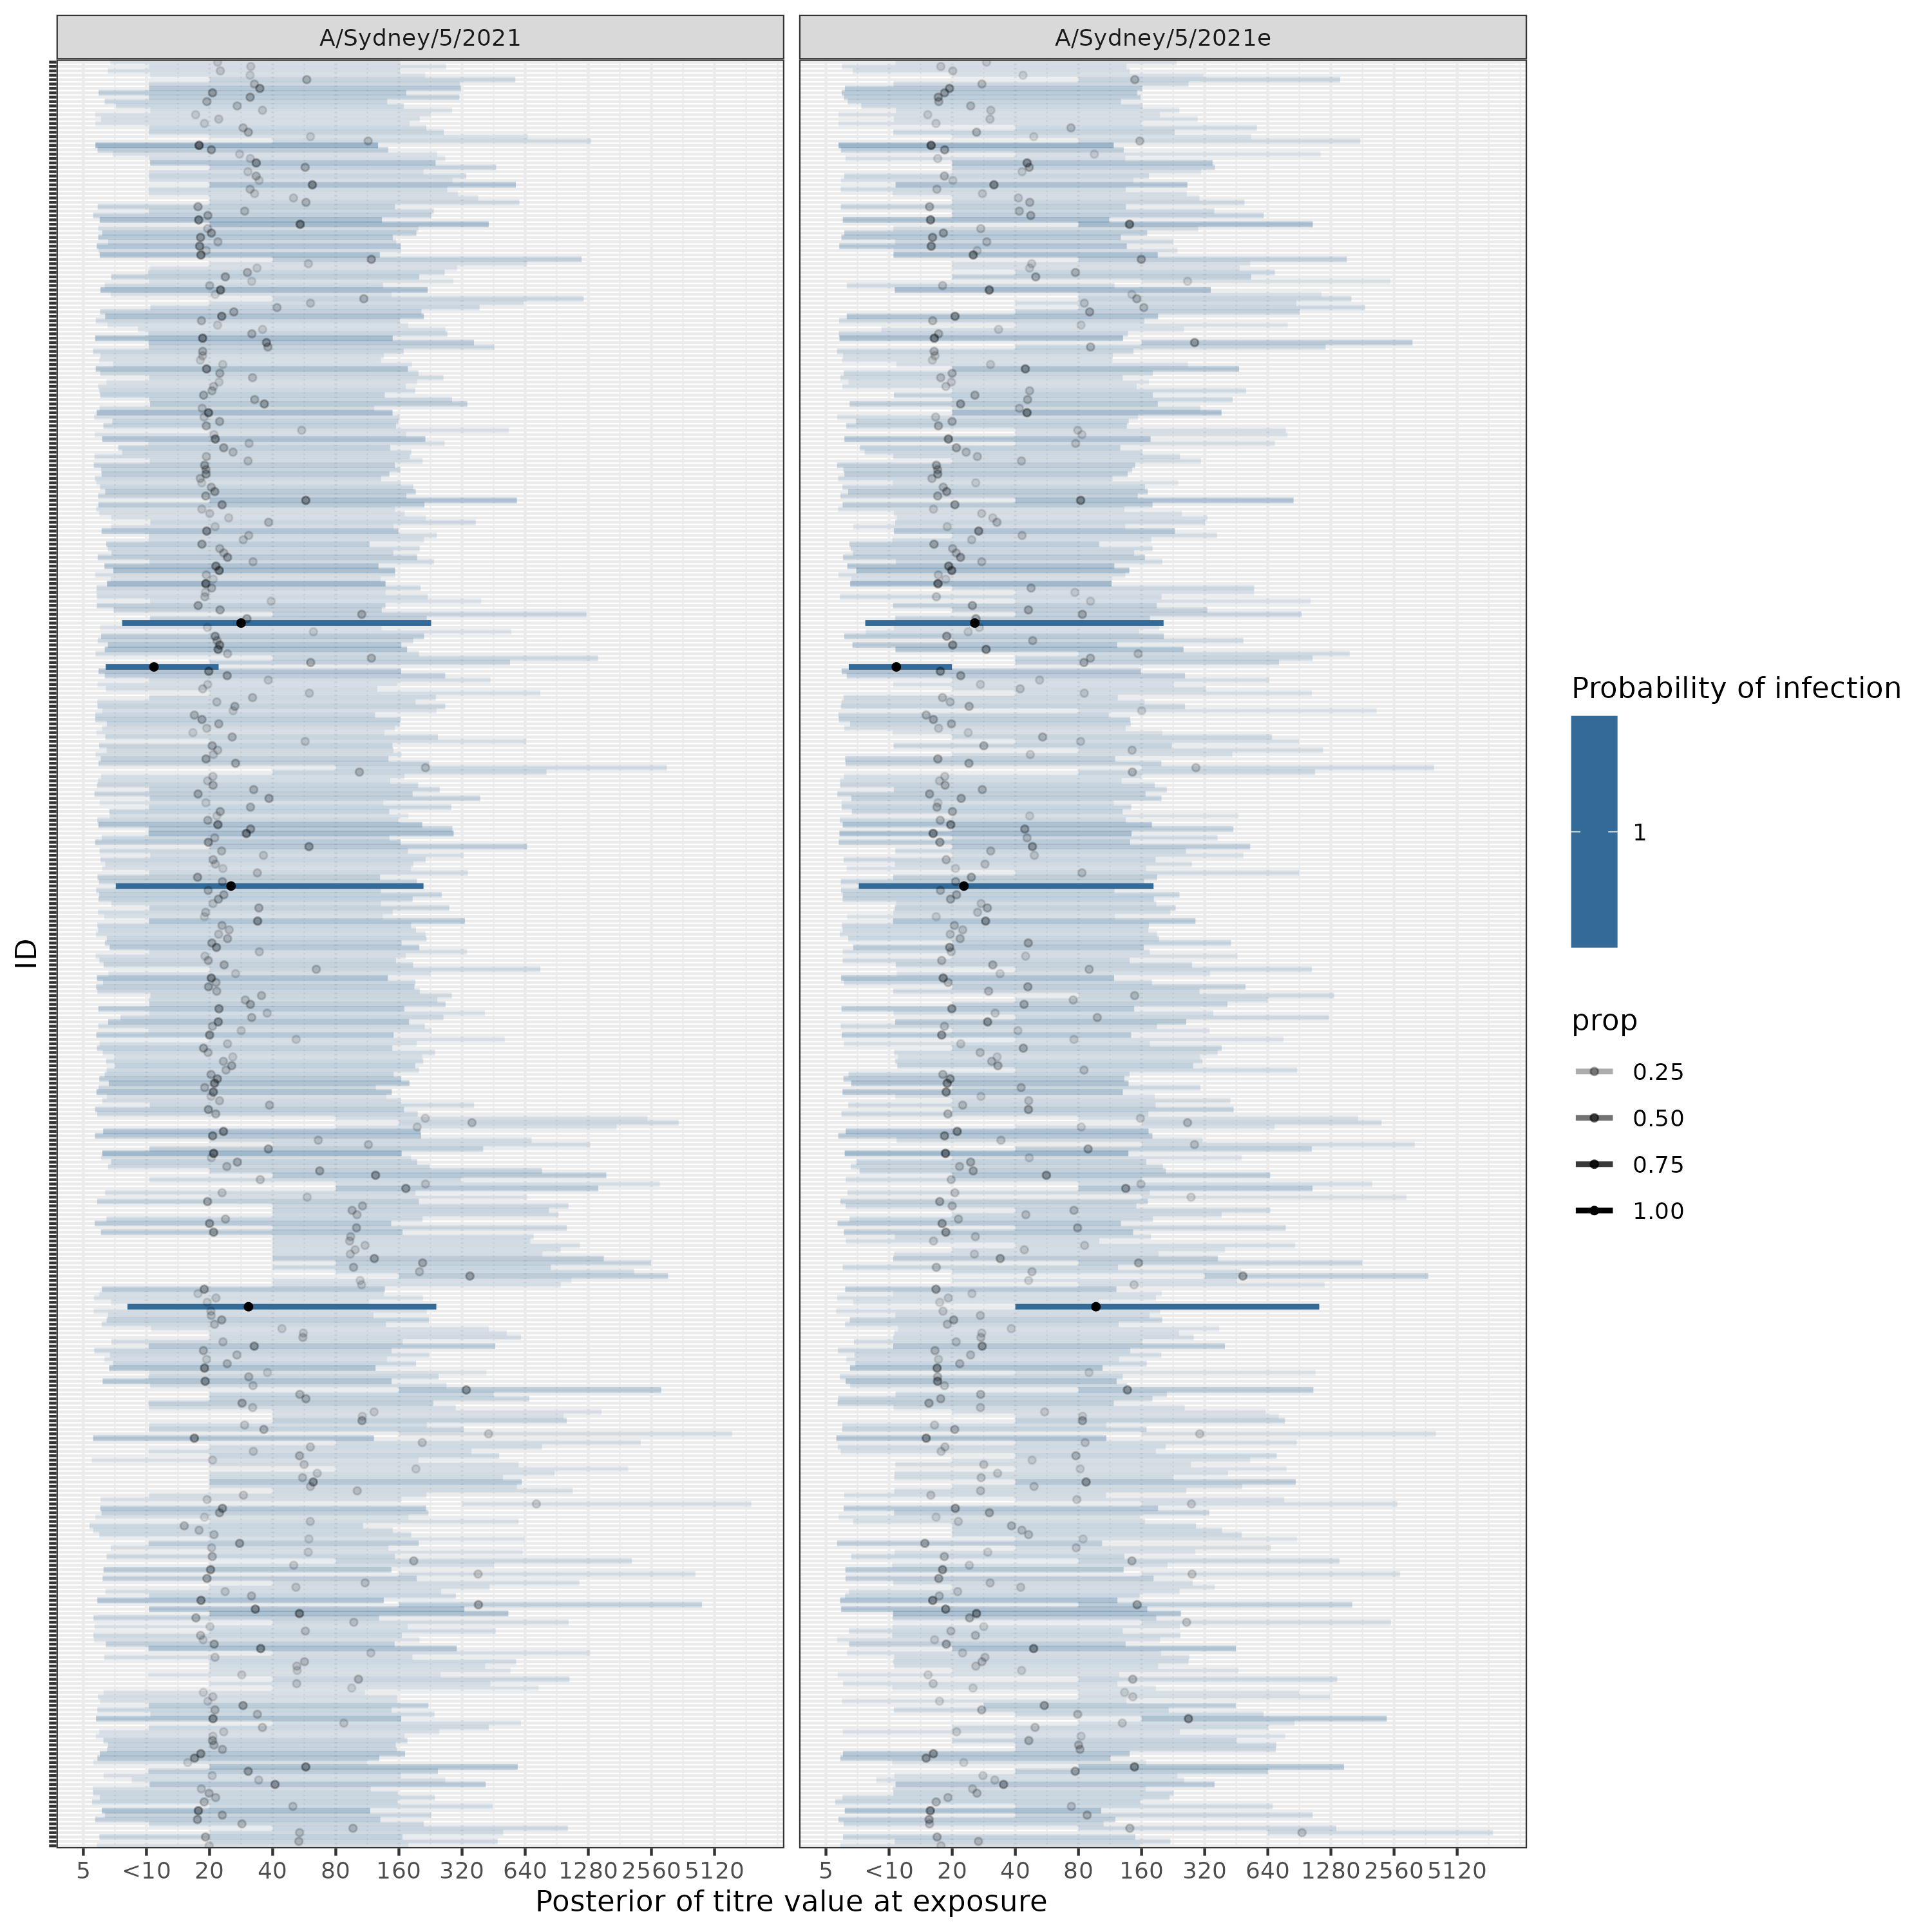 A/Sydney/5/2021 A/Sydney/5/2021e
ID
5 <10 20 40 80 160 320 640 1280 2560 5120 5 <10 20 40 80 160 320 640 1280 2560 5120
Posterior of titre value at exposure
Probability of infection
1
prop
0.25
0.50
0.75
1.00